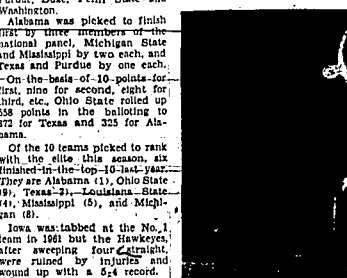 Washington.
Alabama was picked to finish
first by three members of the
national panel, Michigan State
and Mississippi by two each, and
Texas and Purdue by one each.
On the basis of 10 points for
first, nine for second, eight for
third, etc., Ohio State rolled up
points in the balloting to
for Texas and 325 for Ala-
bama.
Of the 10 teams picked to rank
with the elite this season, six
finished in the top 10 last year.
They are Alabama (1), Ohio State
Texas Louisiana State
(4), Mississippi (5), and Michi-
gan (8).
Iowa was tabbed at the No. 1
team in 1961 but the Hawkeyes,
after sweeping four straight,
were ruined by injuries and
wound up with a 5-4 record.